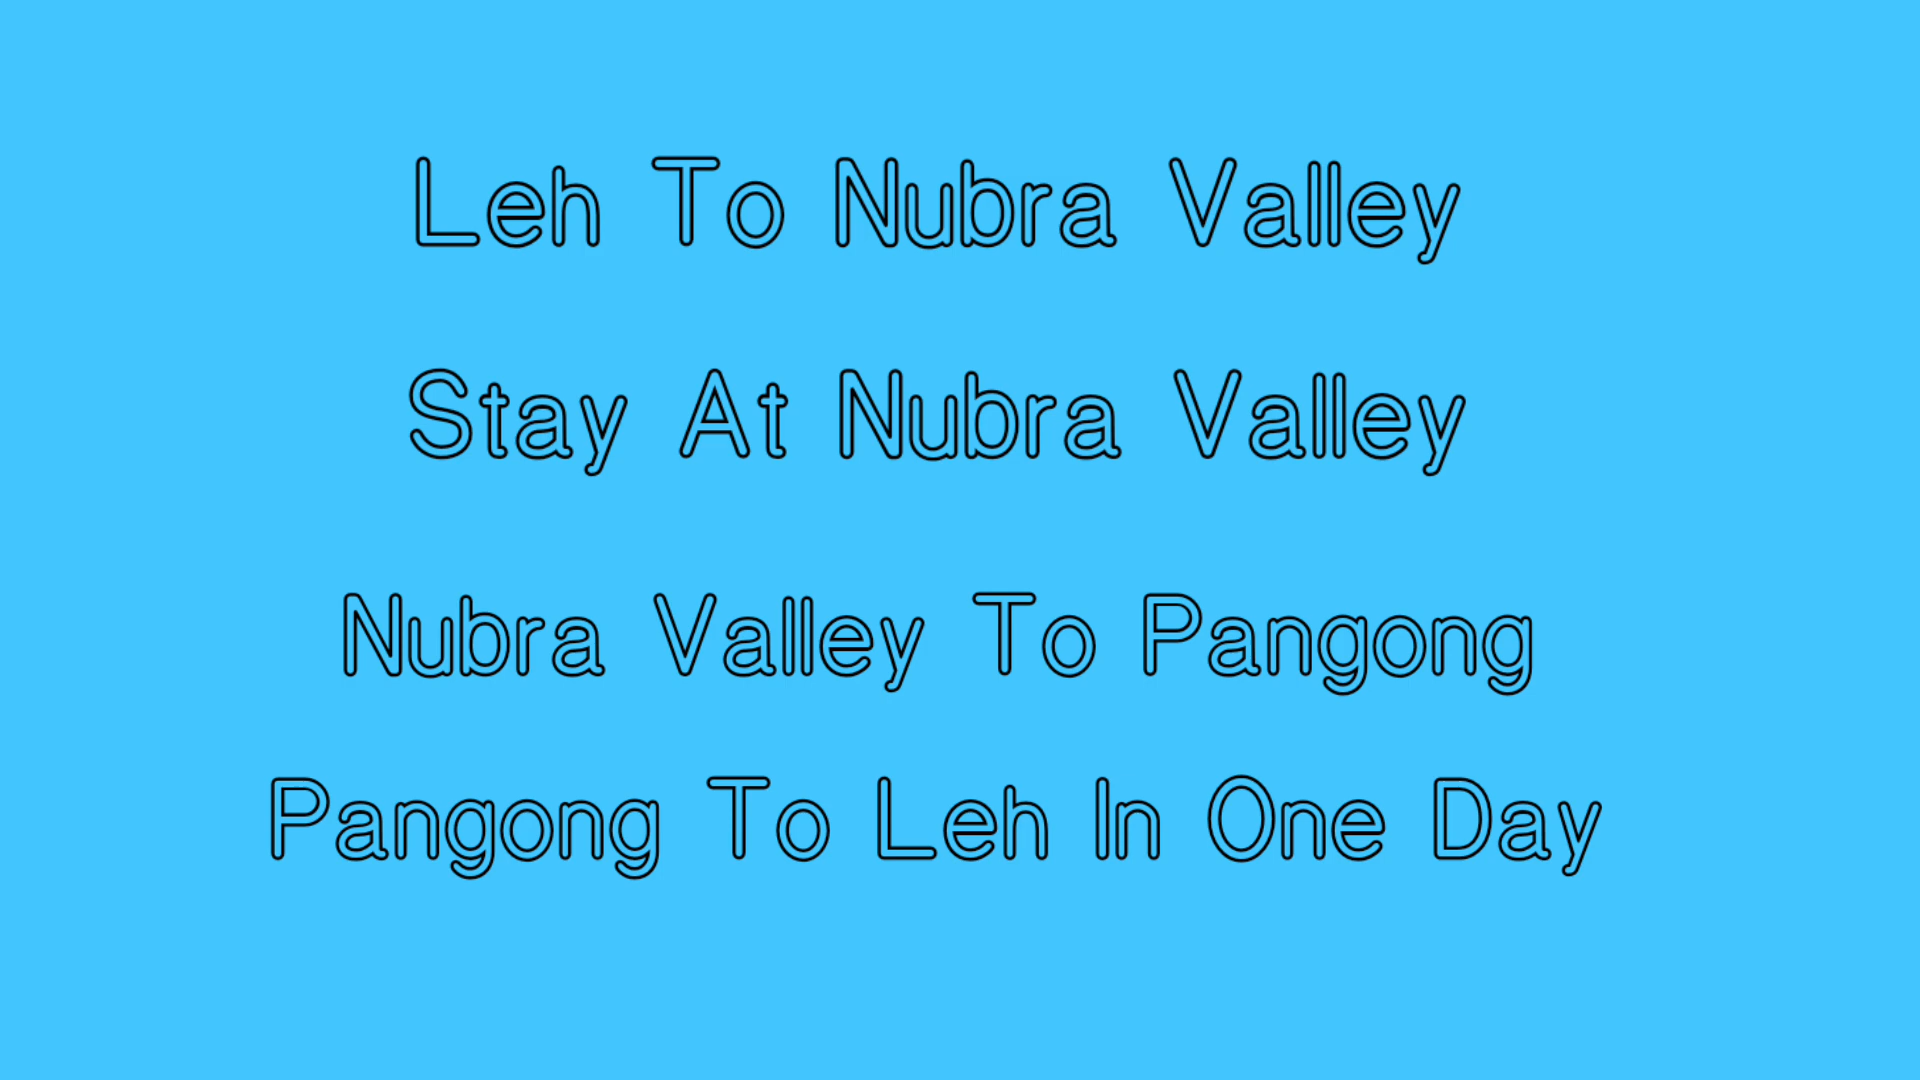 Leh To Nubra Valley
Stay At Nubra Valley
Nubra Valley To Pangong
Pangong To Leh In One Day